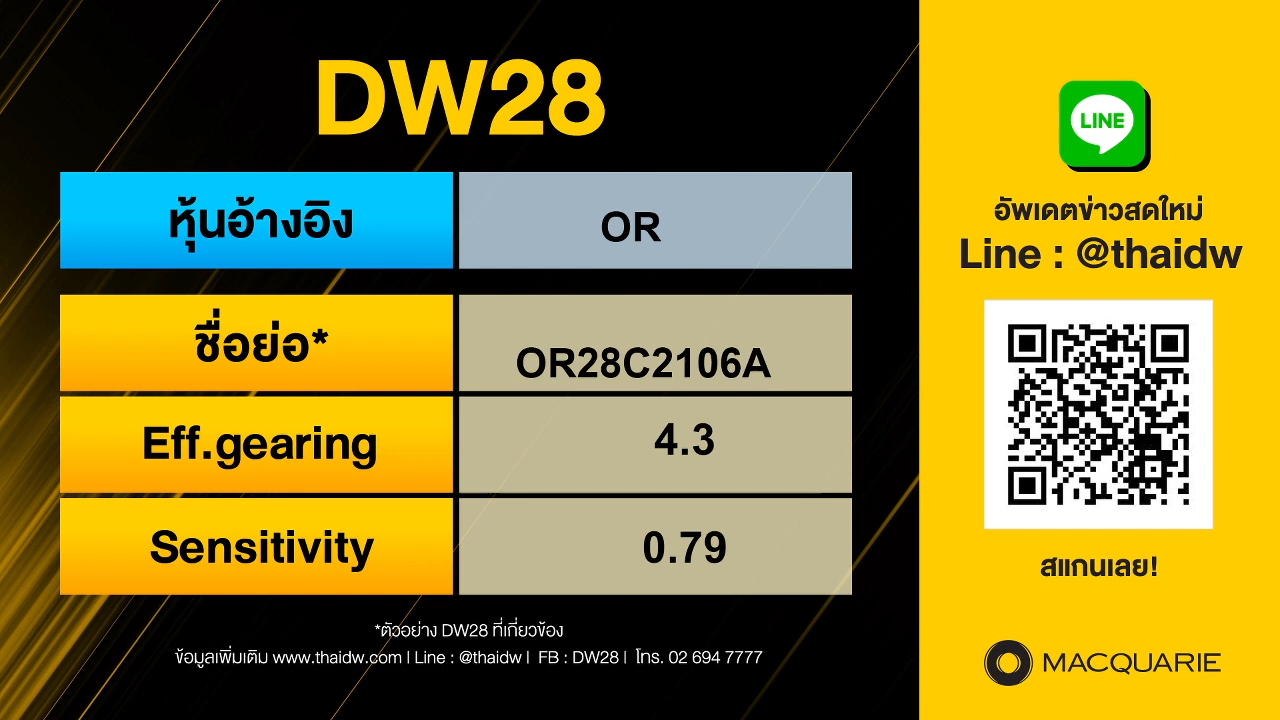 DW28
หุ้นอ้างอิง OR
ชื่อย่อ* OR28C2106A
Eff.gearing 4.3
Sensitivity 0.79
*ตัวอย่าง DW28 ที่เกี่ยวข้อง
ข้อมูลเพิ่มเติม www.thaidw.com | Line : @thaidw | FB : DW28 | โทร. 02 694 7777
LINE
อัพเดตข่าวสดใหม่
Line : @thaidw
สแกนเลย!
MACQUARIE